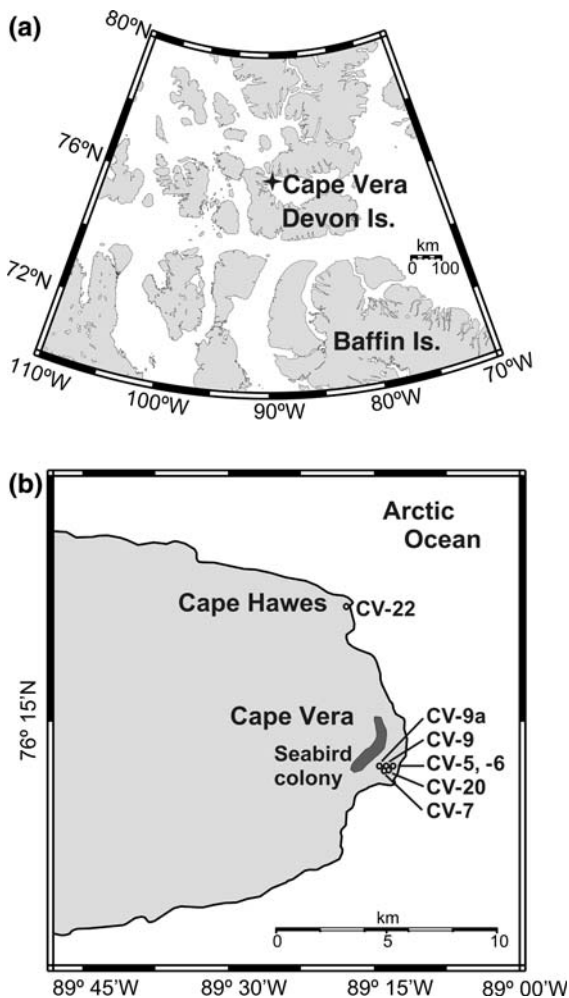 (a)
80°N
76°N
72°N
Cape Vera
Devon Is.
km
0 100
Baffin Is.
110°W
100°W
90°W
80°W
70°W
(b)
Arctic
Ocean
Cape Hawes
CV-22
76° 15'N
Cape Vera
Seabird
colony
CV-9a
CV-9
CV-5, -6
CV-20
CV-7
km
0 5 10
89° 45'W
89° 30'W
89° 15'W
89° 00'W